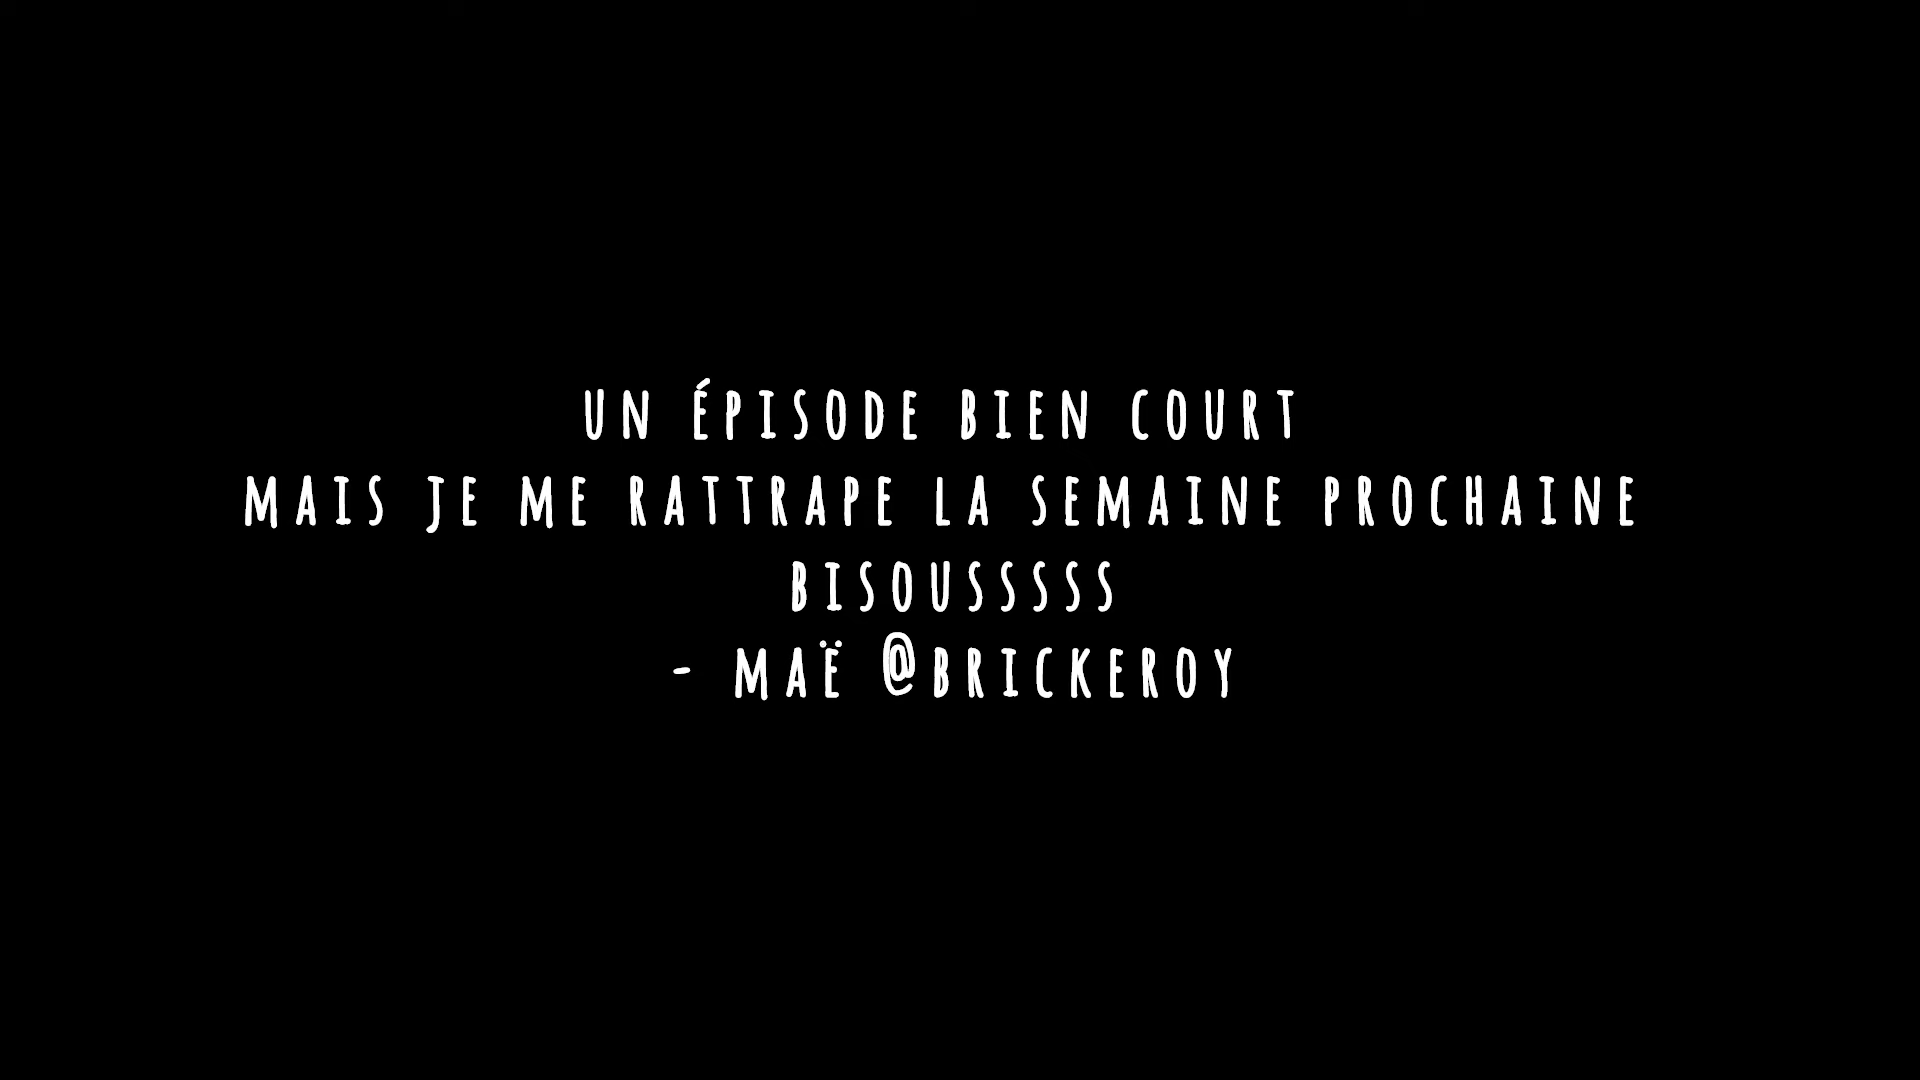 UN ÉPISODE BIEN COURT
MAIS JE ME RATTRAPE LA SEMAINE PROCHAINE
BISOUSSSSS
- MAË @BRICKEROY